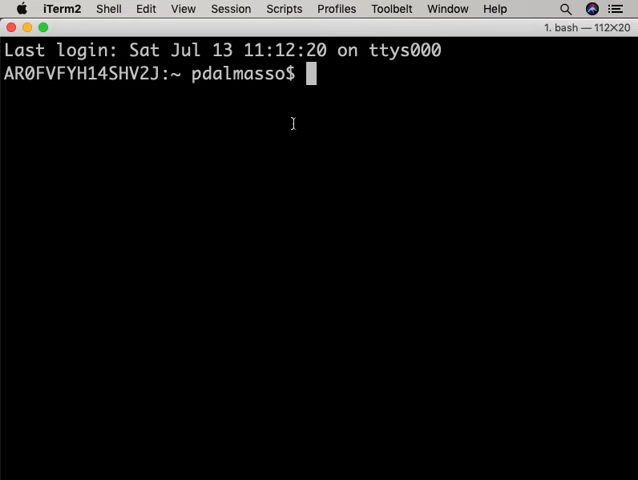 iTerm2 Shell Edit View Session Scripts Profiles Toolbelt Window Help
1. bash — 112×20
Last login: Sat Jul 13 11:12:20 on ttys000
AR0FVFYH14SHV2J:~ pdalmasso$